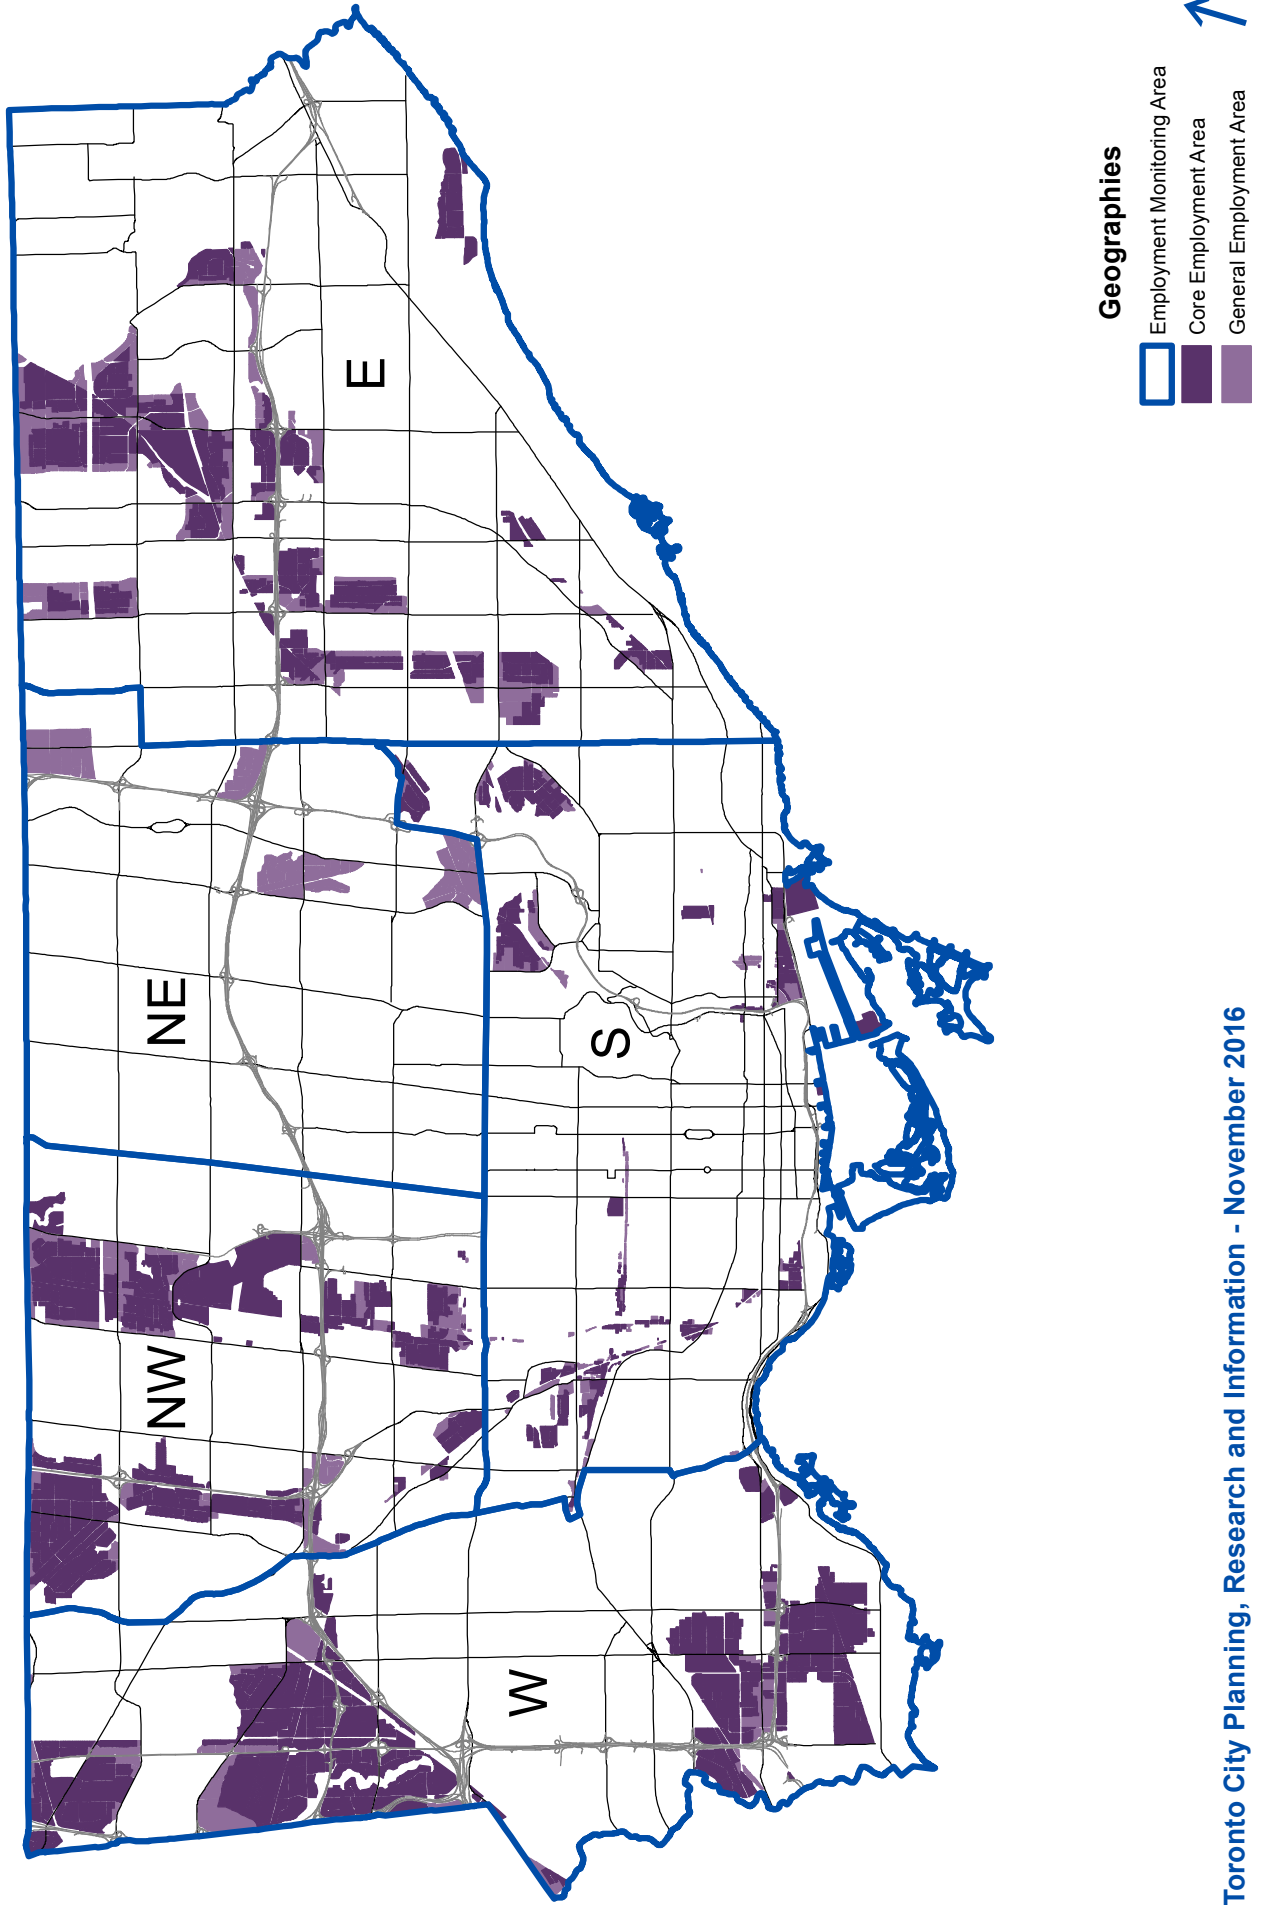 NW
NE
E
W
S
Geographies
Employment Monitoring Area
Core Employment Area
General Employment Area
Toronto City Planning, Research and Information - November 2016